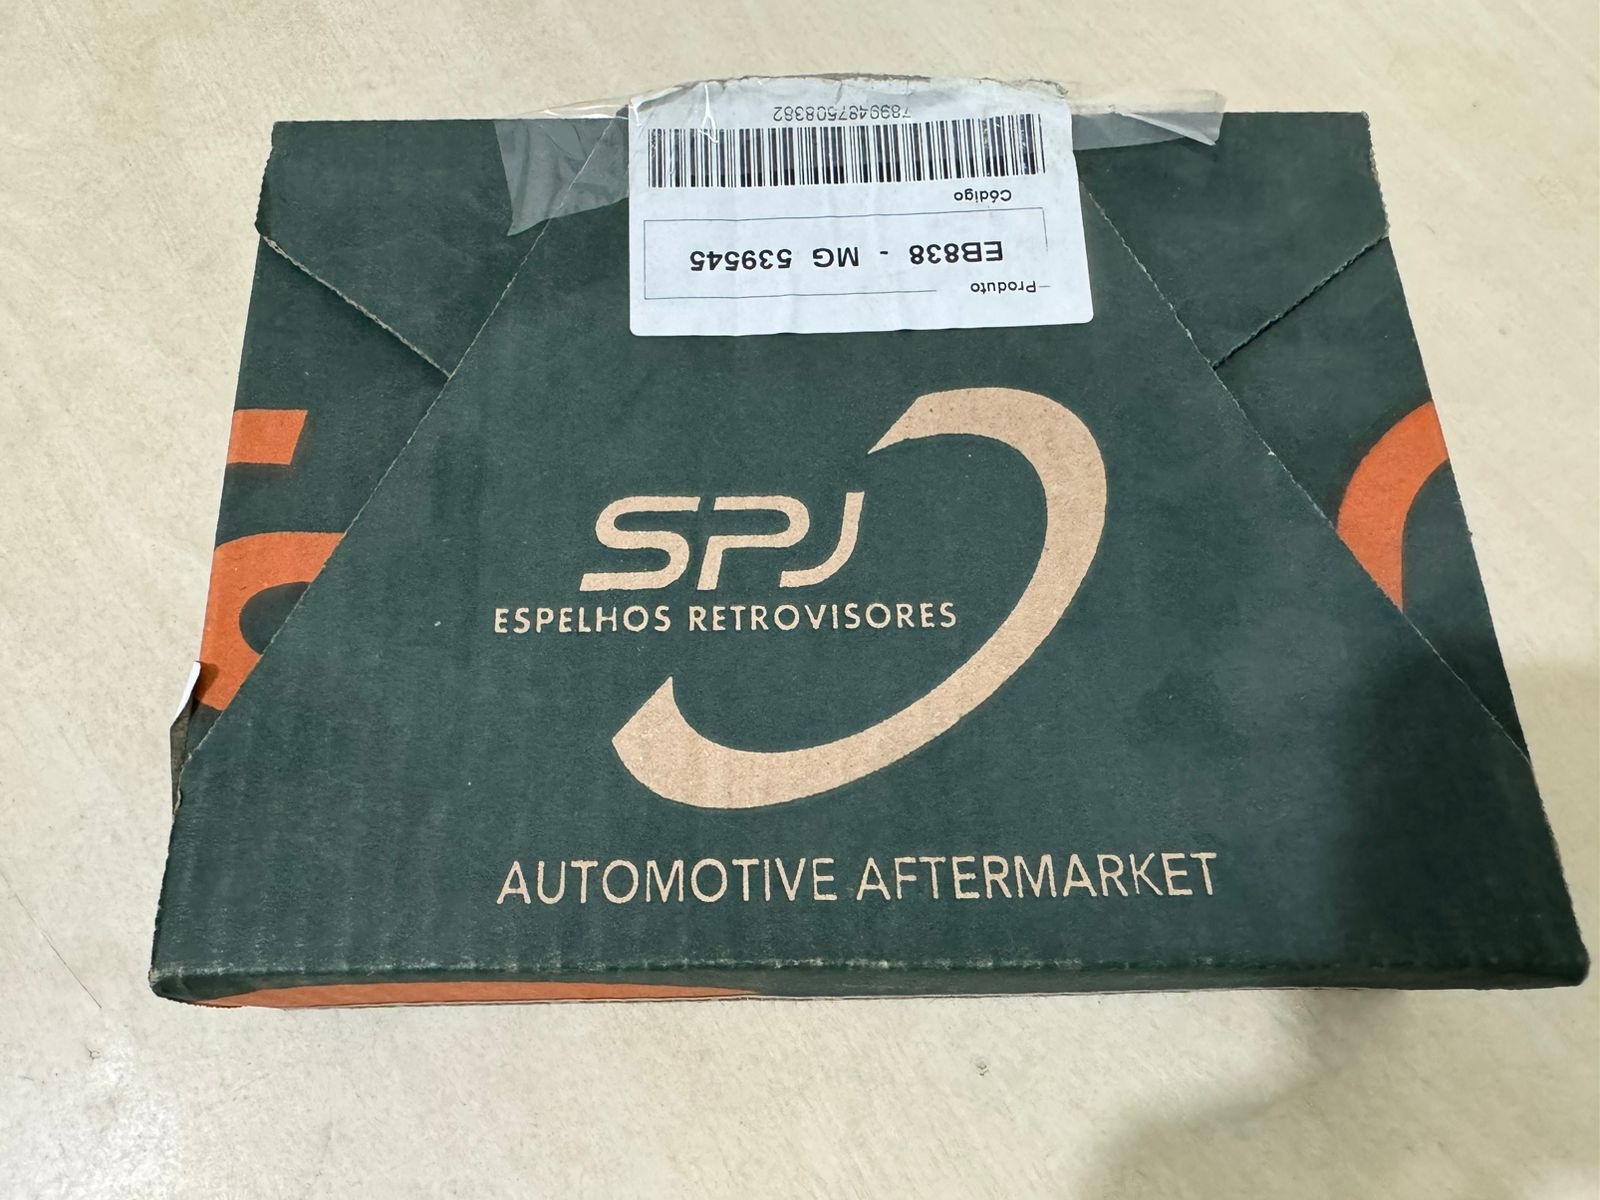 7899487508382
Código
EB838 - MG 539545
Produto
SPJ
ESPELHOS RETROVISORES
AUTOMOTIVE AFTERMARKET